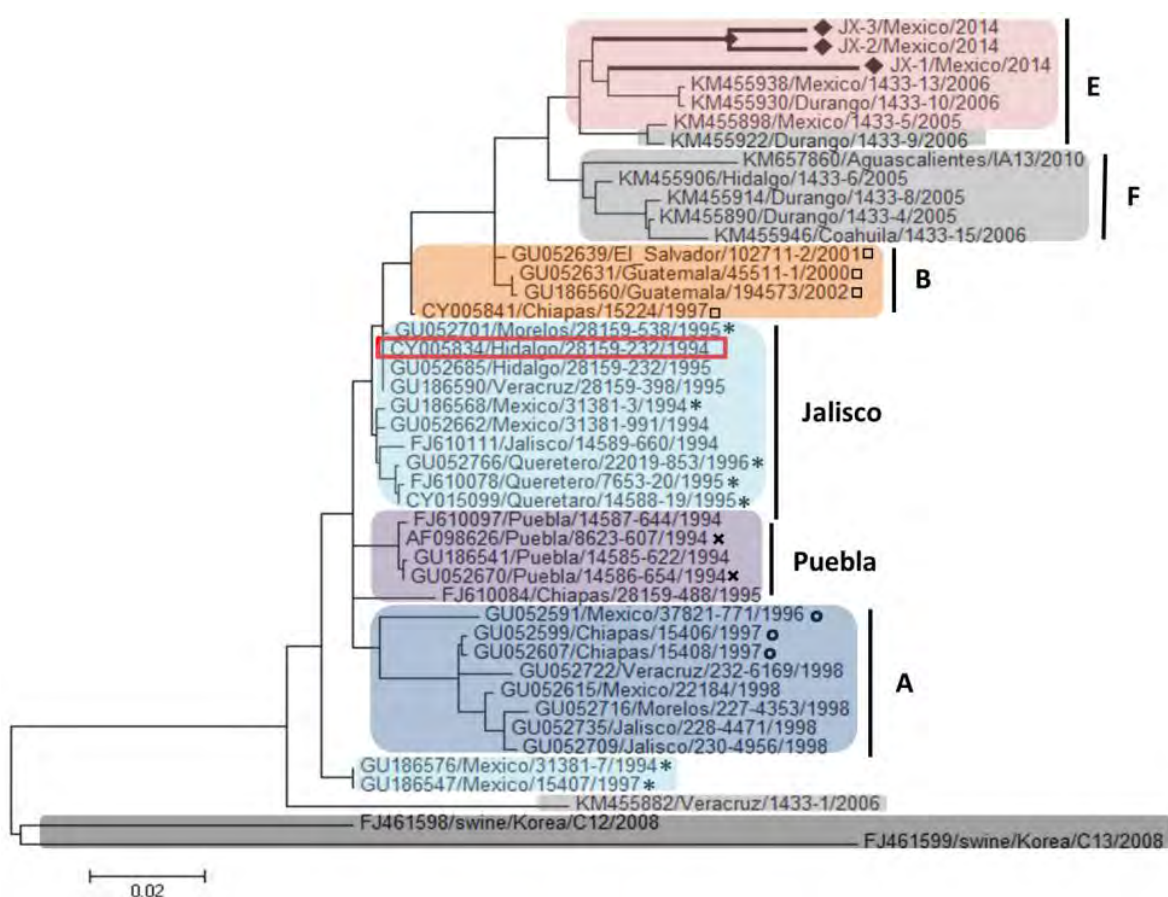 JX-3/Mexico/2014
JX-2/Mexico/2014
JX-1/Mexico/2014
KM455938/Mexico/1433-13/2006
KM455930/Durango/1433-10/2006
KM455898/Mexico/1433-5/2005
KM455922/Durango/1433-9/2006
E
KM657860/Aguascalientes/IA13/2010
KM455906/Hidalgo/1433-6/2005
KM455914/Durango/1433-8/2005
KM455890/Durango/1433-4/2005
KM455946/Coahuila/1433-15/2006
F
GU052639/El_Salvador/102711-2/2001
GU052631/Guatemala/45511-1/2000
GU186560/Guatemala/194573/2002
CY005841/Chiapas/15224/1997
B
GU052701/Morelos/28159-538/1995*
CY005834/Hidalgo/28159-232/1994
GU052685/Hidalgo/28159-232/1995
GU186590/Veracruz/28159-398/1995
GU186568/Mexico/31381-3/1994*
GU052662/Mexico/31381-991/1994
FJ610111/Jalisco/14589-660/1994
GU052766/Queretero/22019-853/1996*
FJ610078/Queretero/7653-20/1995*
CY015099/Queretaro/14588-19/1995*
Jalisco
FJ610097/Puebla/14587-644/1994
AF098626/Puebla/8623-607/1994 ×
GU186541/Puebla/14585-622/1994
GU052670/Puebla/14586-654/1994×
Puebla
FJ610084/Chiapas/28159-488/1995
GU052591/Mexico/37821-771/1996
GU052599/Chiapas/15406/1997
GU052607/Chiapas/15408/1997
GU052722/Veracruz/232-6169/1998
GU052615/Mexico/22184/1998
GU052716/Morelos/227-4353/1998
GU052735/Jalisco/228-4471/1998
GU052709/Jalisco/230-4956/1998
A
GU186576/Mexico/31381-7/1994*
GU186547/Mexico/15407/1997*
KM455882/Veracruz/1433-1/2006
FJ461598/swine/Korea/C12/2008
FJ461599/swine/Korea/C13/2008
0.02